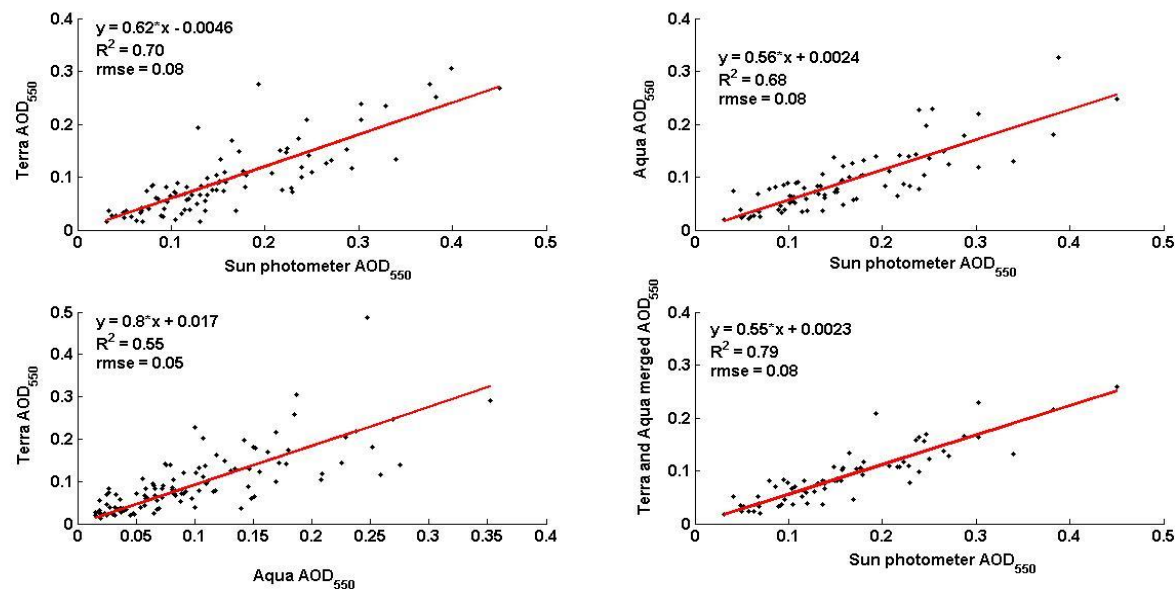 y = 0.62*x - 0.0046
R² = 0.70
rmse = 0.08
Terra AOD₅₅₀
0.4
0.3
0.2
0.1
0
0 0.1 0.2 0.3 0.4 0.5
Sun photometer AOD₅₅₀
y = 0.56*x + 0.0024
R² = 0.68
rmse = 0.08
Aqua AOD₅₅₀
0.4
0.3
0.2
0.1
0
0 0.1 0.2 0.3 0.4 0.5
Sun photometer AOD₅₅₀
y = 0.8*x + 0.017
R² = 0.55
rmse = 0.05
Terra AOD₅₅₀
0.5
0.4
0.3
0.2
0.1
0
0 0.05 0.1 0.15 0.2 0.25 0.3 0.35 0.4
Aqua AOD₅₅₀
y = 0.55*x + 0.0023
R² = 0.79
rmse = 0.08
Terra and Aqua merged AOD₅₅₀
0.4
0.3
0.2
0.1
0
0 0.1 0.2 0.3 0.4 0.5
Sun photometer AOD₅₅₀